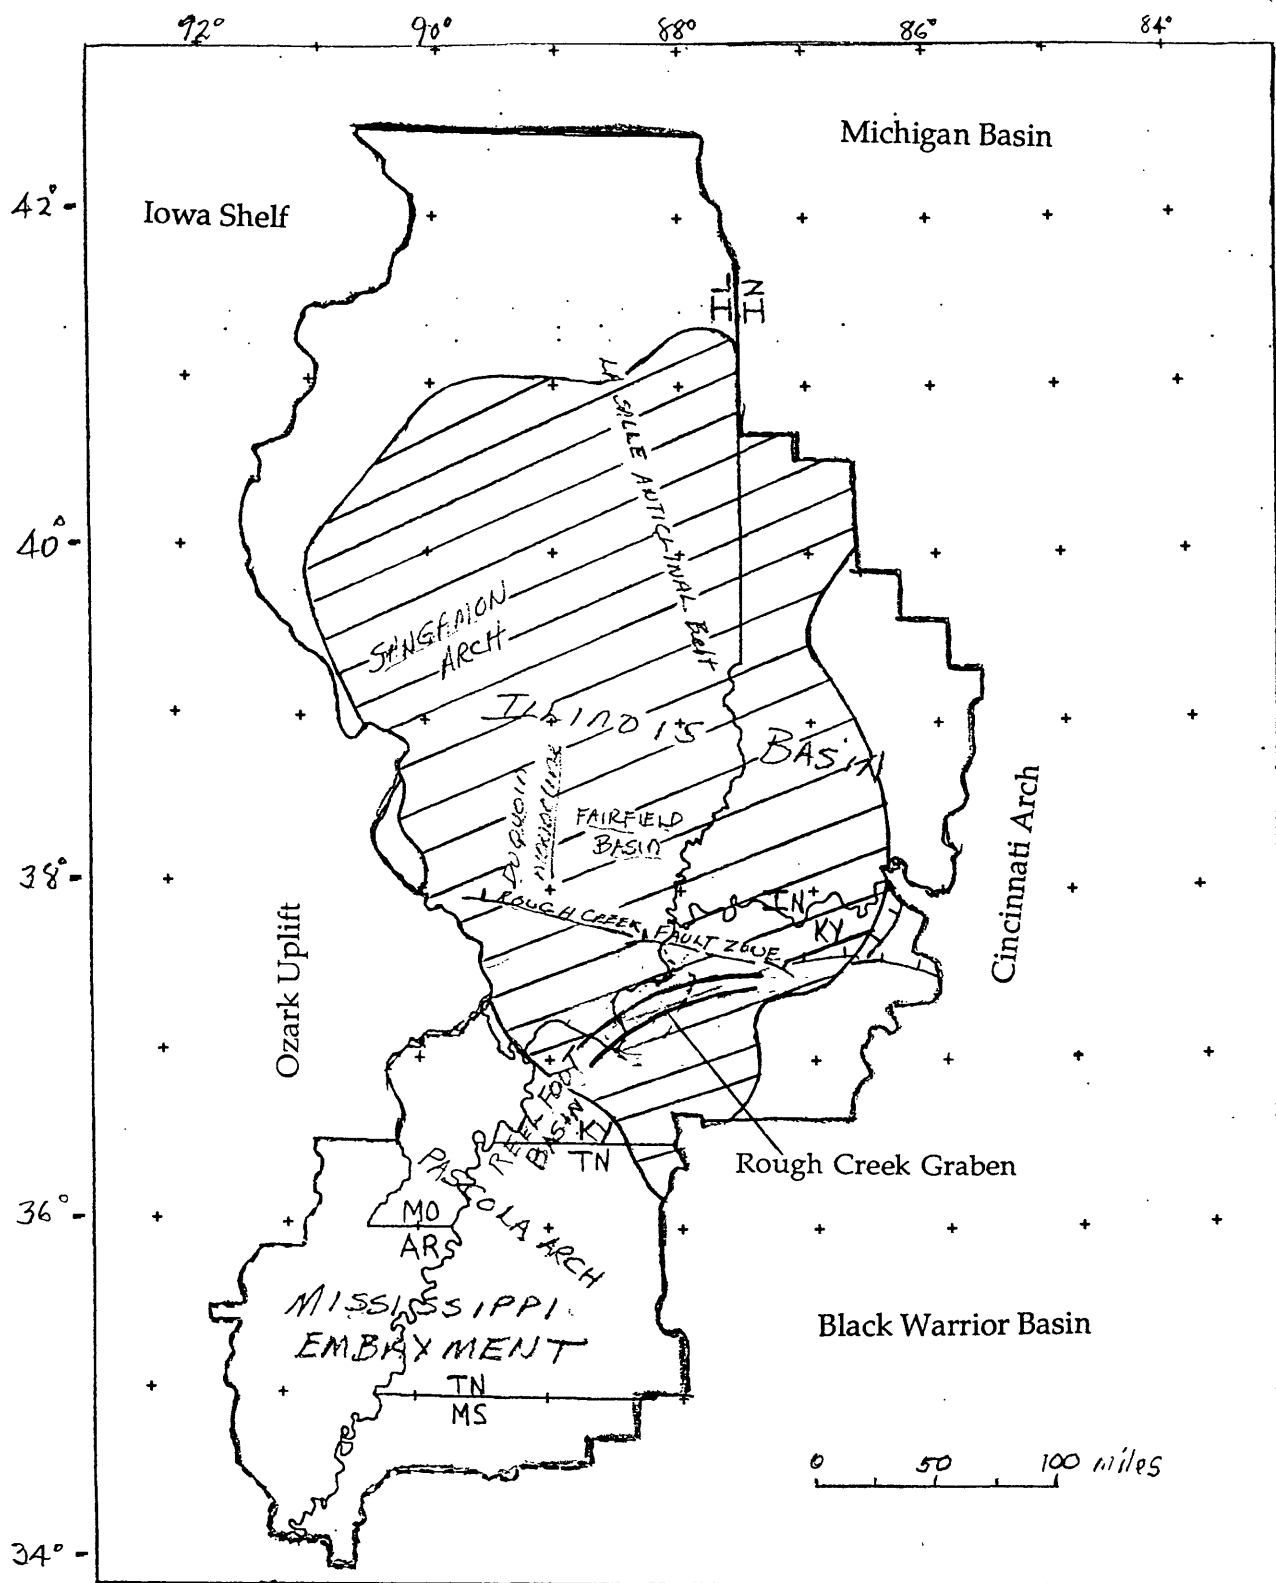 92° 90° 88° 86° 84°
Michigan Basin
42°
Iowa Shelf
IL
IN
LA SALLE ANTICLINAL Belt
40°
SANGAMON
ARCH
ILLINOIS BASIN
DUQUOIN
MONOCLINE
FAIRFIELD
BASIN
Cincinnati Arch
38°
IN
KY
ROUGH CREEK FAULT ZONE
Ozark Uplift
REEL FOOT
BASIN
KY
TN
Rough Creek Graben
PASCOLA ARCH
36°
MO
ARS
MISSISSIPPI
EMBAYMENT
Black Warrior Basin
TN
MS
0 50 100 miles
34°